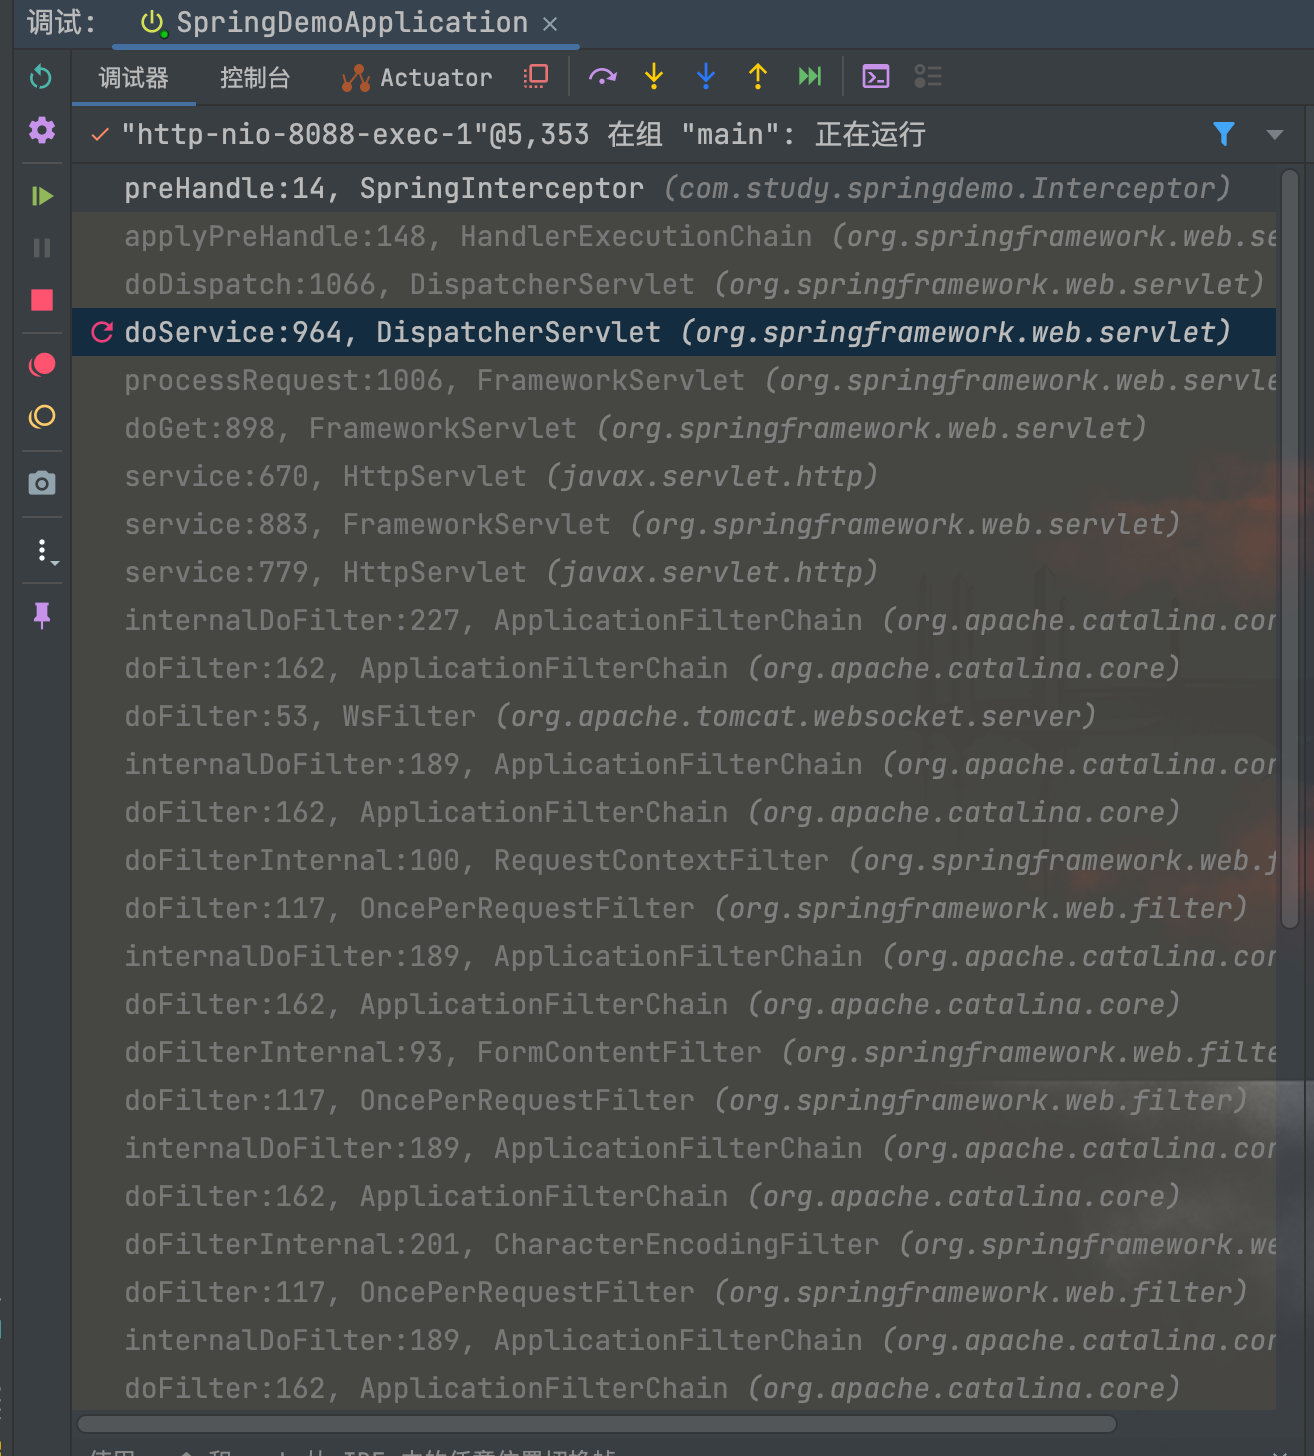 调试:
SpringDemoApplication
调试器 控制台 Actuator
"http-nio-8088-exec-1"@5,353 在组 "main": 正在运行
preHandle:14, SpringInterceptor (com.study.springdemo.Interceptor)
applyPreHandle:148, HandlerExecutionChain (org.springframework.web.se
doDispatch:1066, DispatcherServlet (org.springframework.web.servlet)
doService:964, DispatcherServlet (org.springframework.web.servlet)
processRequest:1006, FrameworkServlet (org.springframework.web.servle
doGet:898, FrameworkServlet (org.springframework.web.servlet)
service:670, HttpServlet (javax.servlet.http)
service:883, FrameworkServlet (org.springframework.web.servlet)
service:779, HttpServlet (javax.servlet.http)
internalDoFilter:227, ApplicationFilterChain (org.apache.catalina.cor
doFilter:162, ApplicationFilterChain (org.apache.catalina.core)
doFilter:53, WsFilter (org.apache.tomcat.websocket.server)
internalDoFilter:189, ApplicationFilterChain (org.apache.catalina.cor
doFilter:162, ApplicationFilterChain (org.apache.catalina.core)
doFilterInternal:100, RequestContextFilter (org.springframework.web.f
doFilter:117, OncePerRequestFilter (org.springframework.web.filter)
internalDoFilter:189, ApplicationFilterChain (org.apache.catalina.cor
doFilter:162, ApplicationFilterChain (org.apache.catalina.core)
doFilterInternal:93, FormContentFilter (org.springframework.web.filte
doFilter:117, OncePerRequestFilter (org.springframework.web.filter)
internalDoFilter:189, ApplicationFilterChain (org.apache.catalina.cor
doFilter:162, ApplicationFilterChain (org.apache.catalina.core)
doFilterInternal:201, CharacterEncodingFilter (org.springframework.we
doFilter:117, OncePerRequestFilter (org.springframework.web.filter)
internalDoFilter:189, ApplicationFilterChain (org.apache.catalina.cor
doFilter:162, ApplicationFilterChain (org.apache.catalina.core)